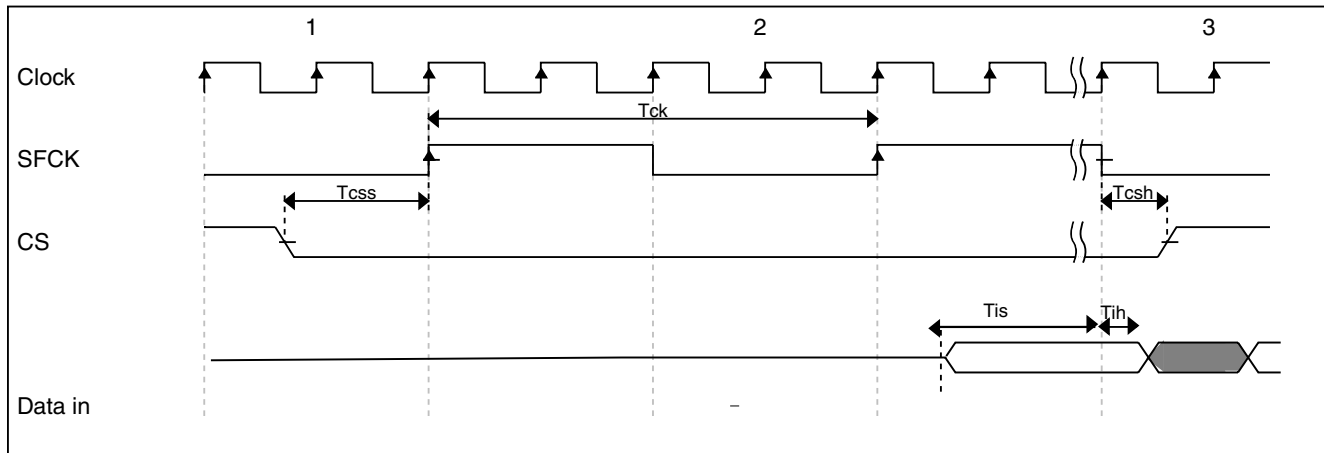 1 2 3
Clock
Tck
SFCK
Tcss Tcsh
CS
Tis Tih
Data in